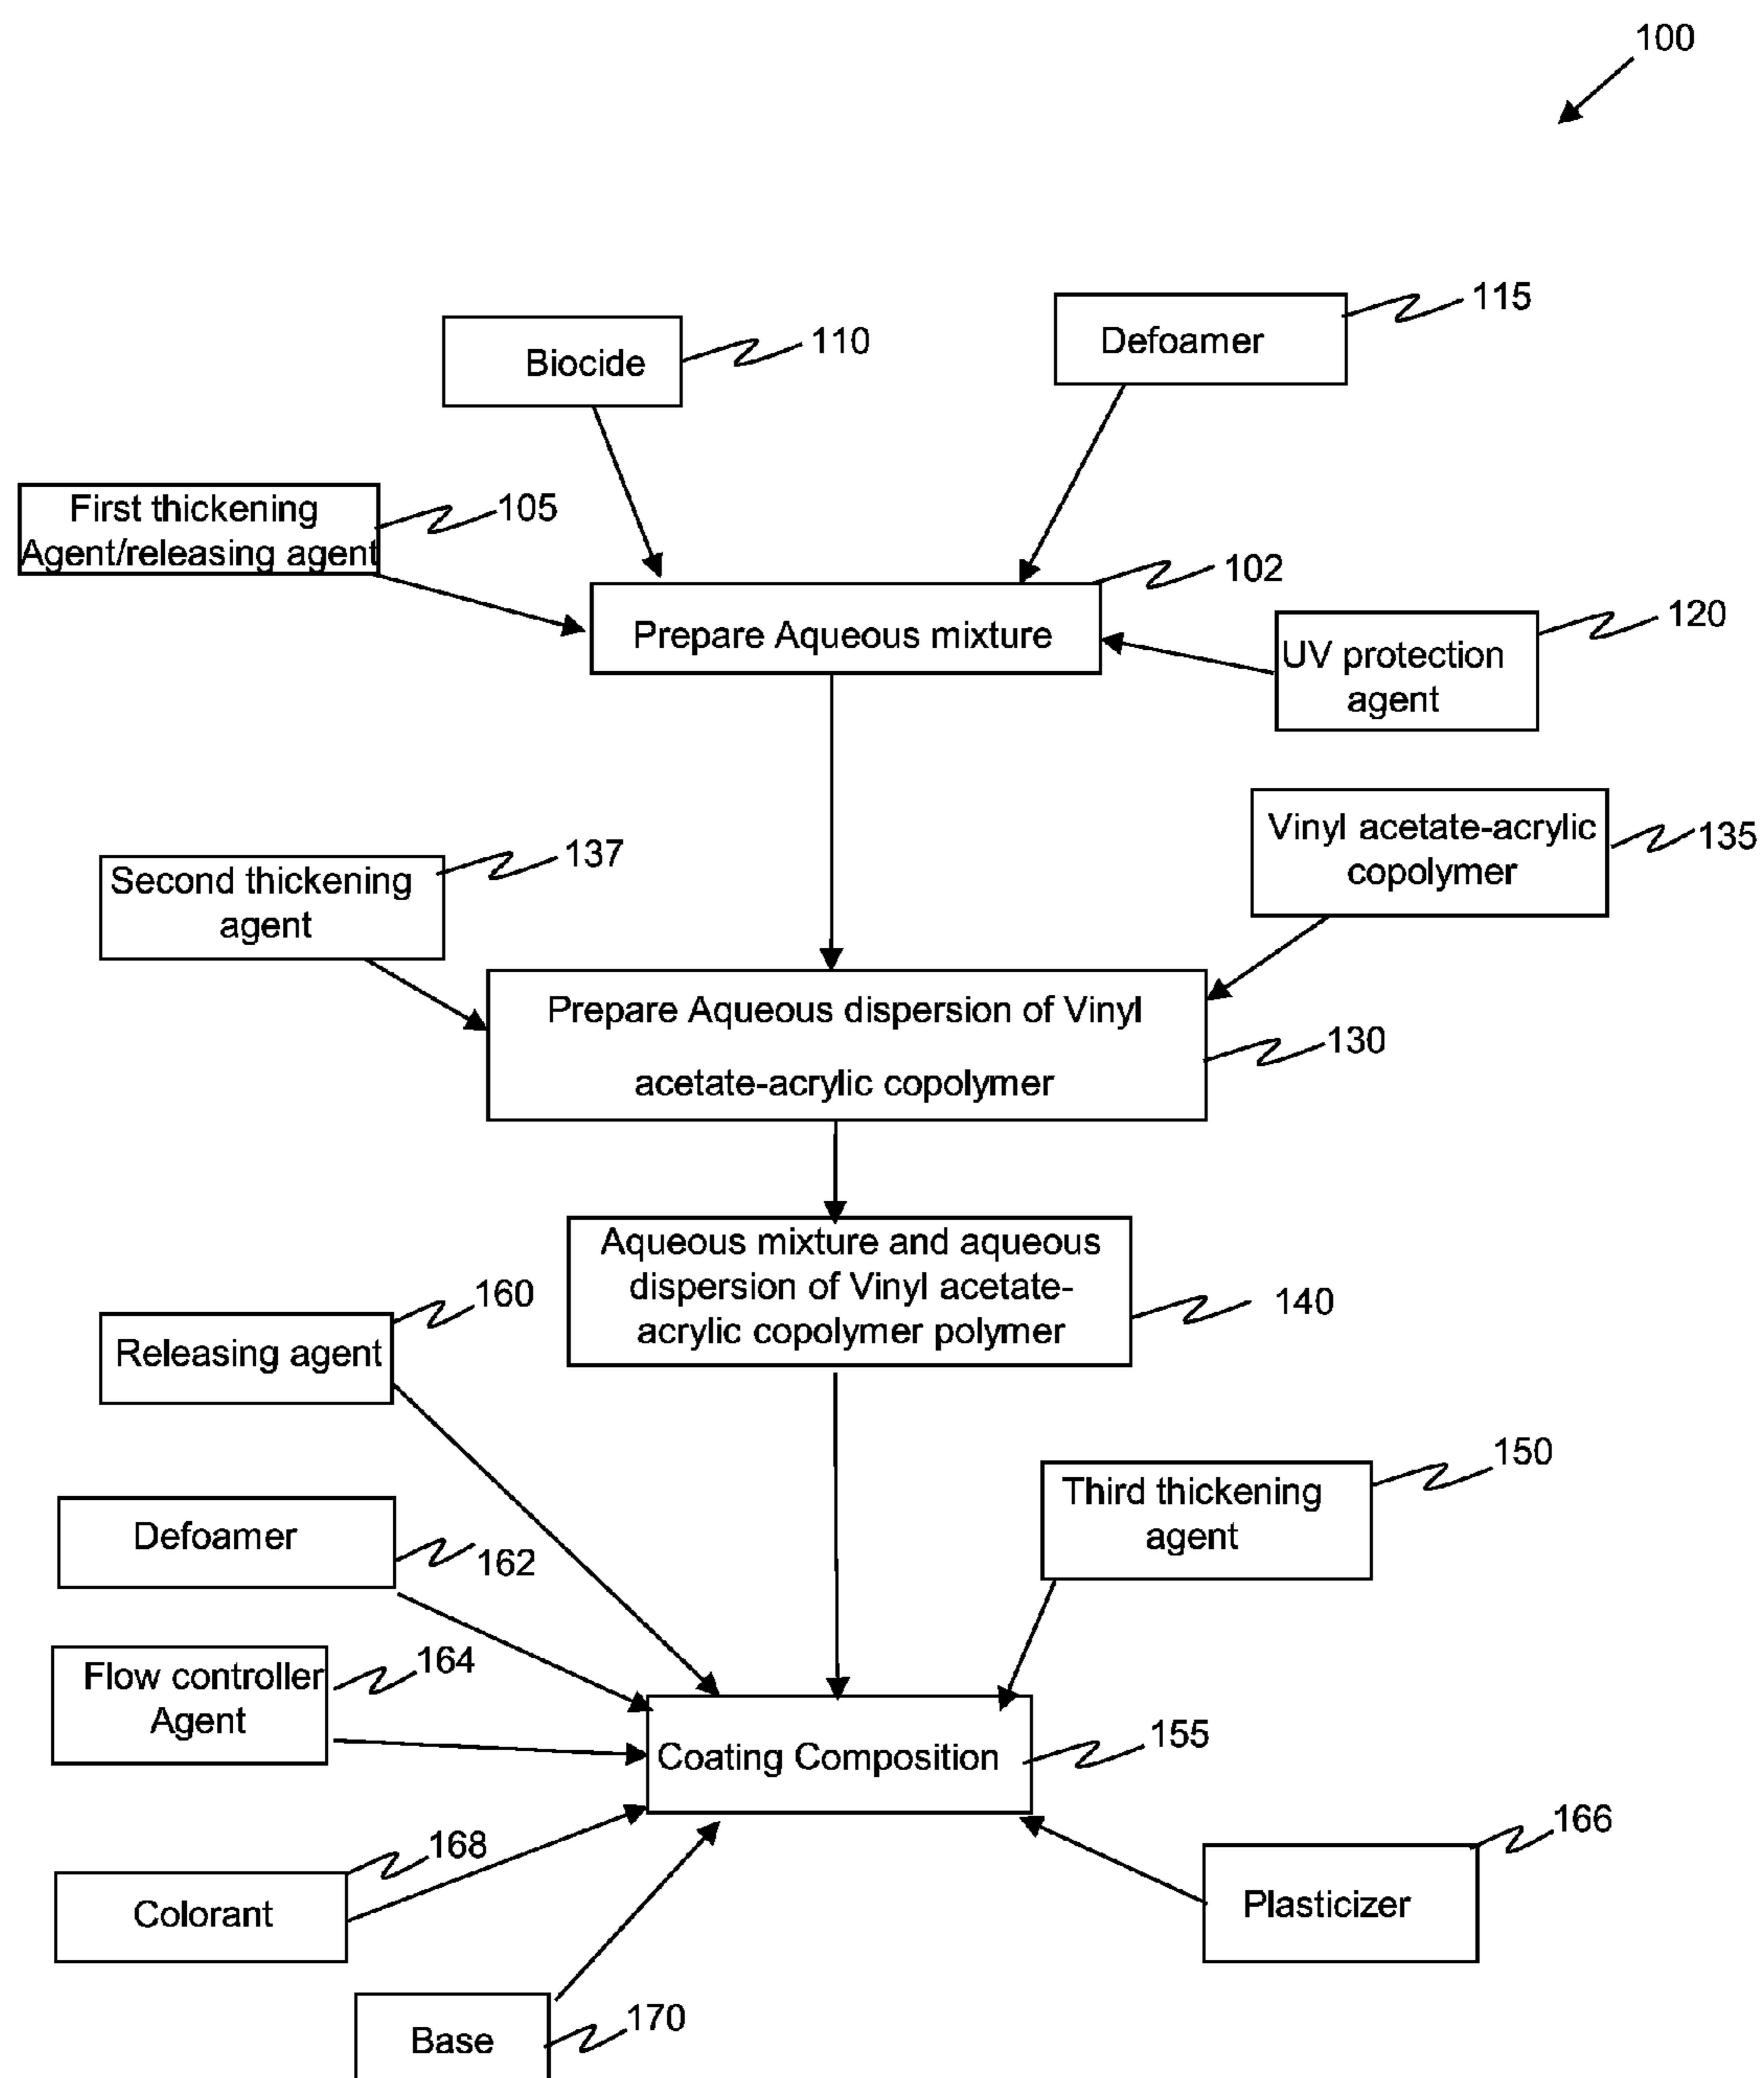 100
115
Defoamer
110
Biocide
105
First thickening
Agent/releasing agent
102
Prepare Aqueous mixture
120
UV protection
agent
135
Vinyl acetate-acrylic
copolymer
137
Second thickening
agent
Prepare Aqueous dispersion of Vinyl
acetate-acrylic copolymer
130
Aqueous mixture and aqueous
dispersion of Vinyl acetate-
acrylic copolymer polymer
140
160
Releasing agent
150
Third thickening
agent
Defoamer
162
164
Flow controller
Agent
155
Coating Composition
166
Plasticizer
168
Colorant
170
Base